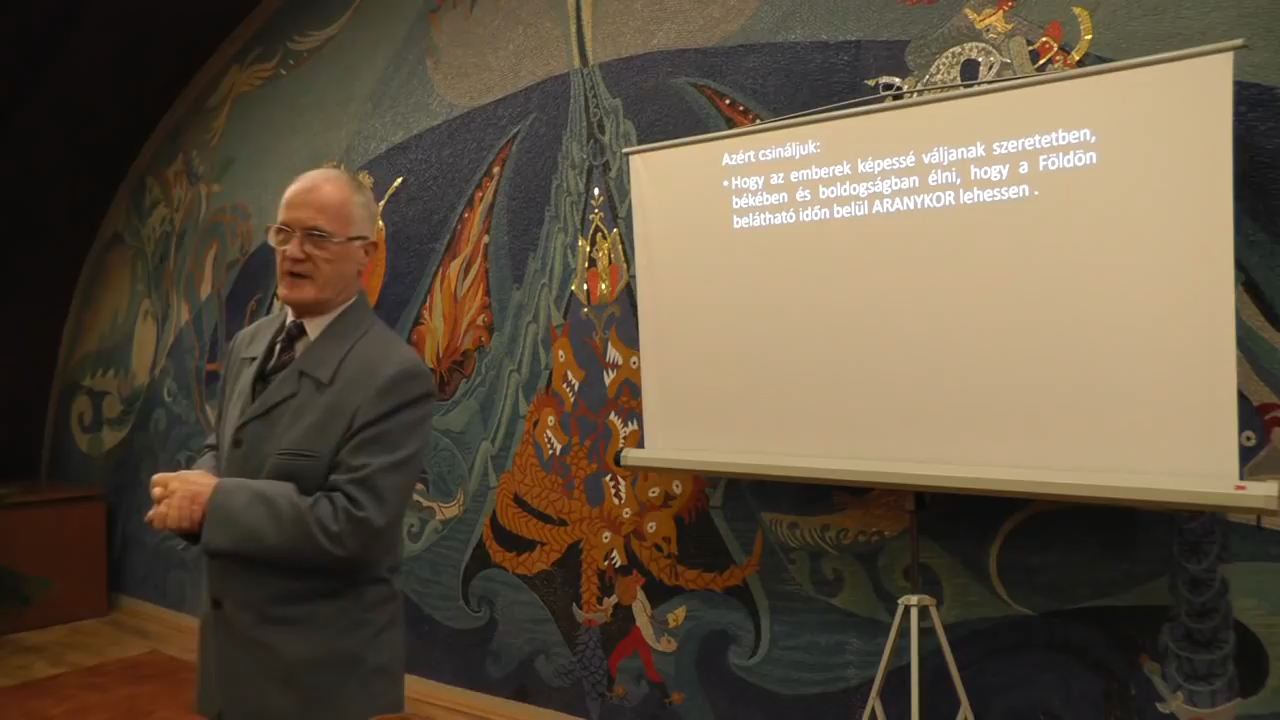 Azért csináljuk:
• Hogy az emberek képessé váljanak szeretetben,
békében és boldogságban élni, hogy a Földön
belátható időn belül ARANYKOR lehessen .